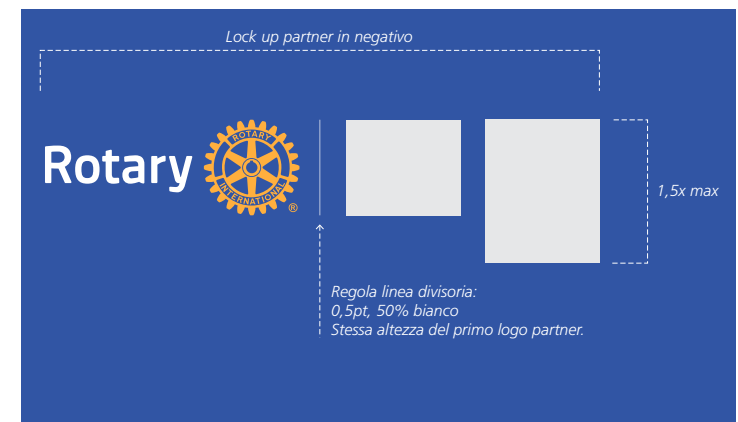 Lock up partner in negativo
Rotary
ROTARY
INTERNATIONAL
®
1,5x max
Regola linea divisoria:
0,5pt, 50% bianco
Stessa altezza del primo logo partner.